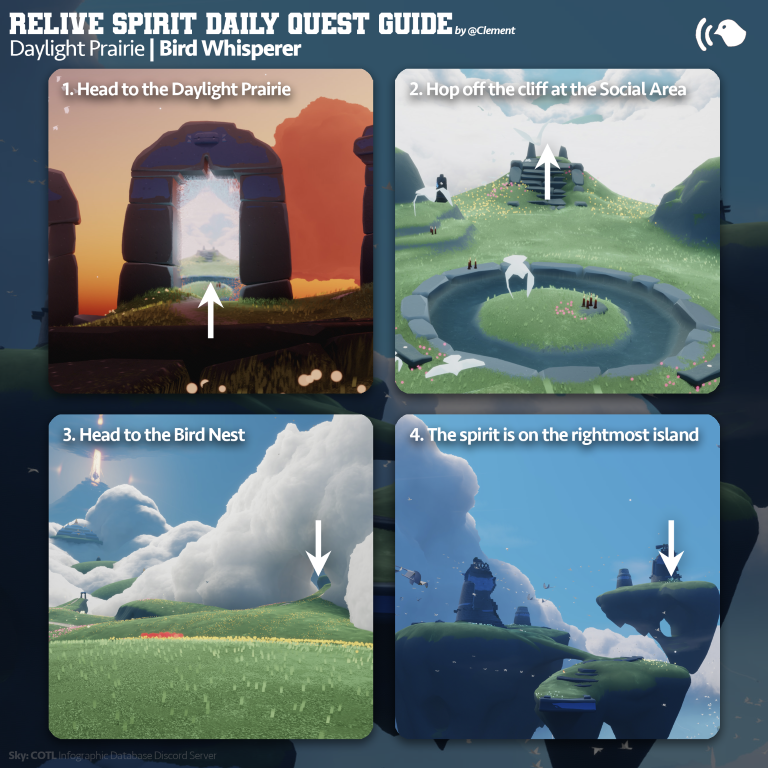 RELIVE SPIRIT DAILY QUEST GUIDE by @Clement
Daylight Prairie | Bird Whisperer
1. Head to the Daylight Prairie
2. Hop off the cliff at the Social Area
3. Head to the Bird Nest
4. The spirit is on the rightmost island
Sky: COTL Infographic Database Discord Server